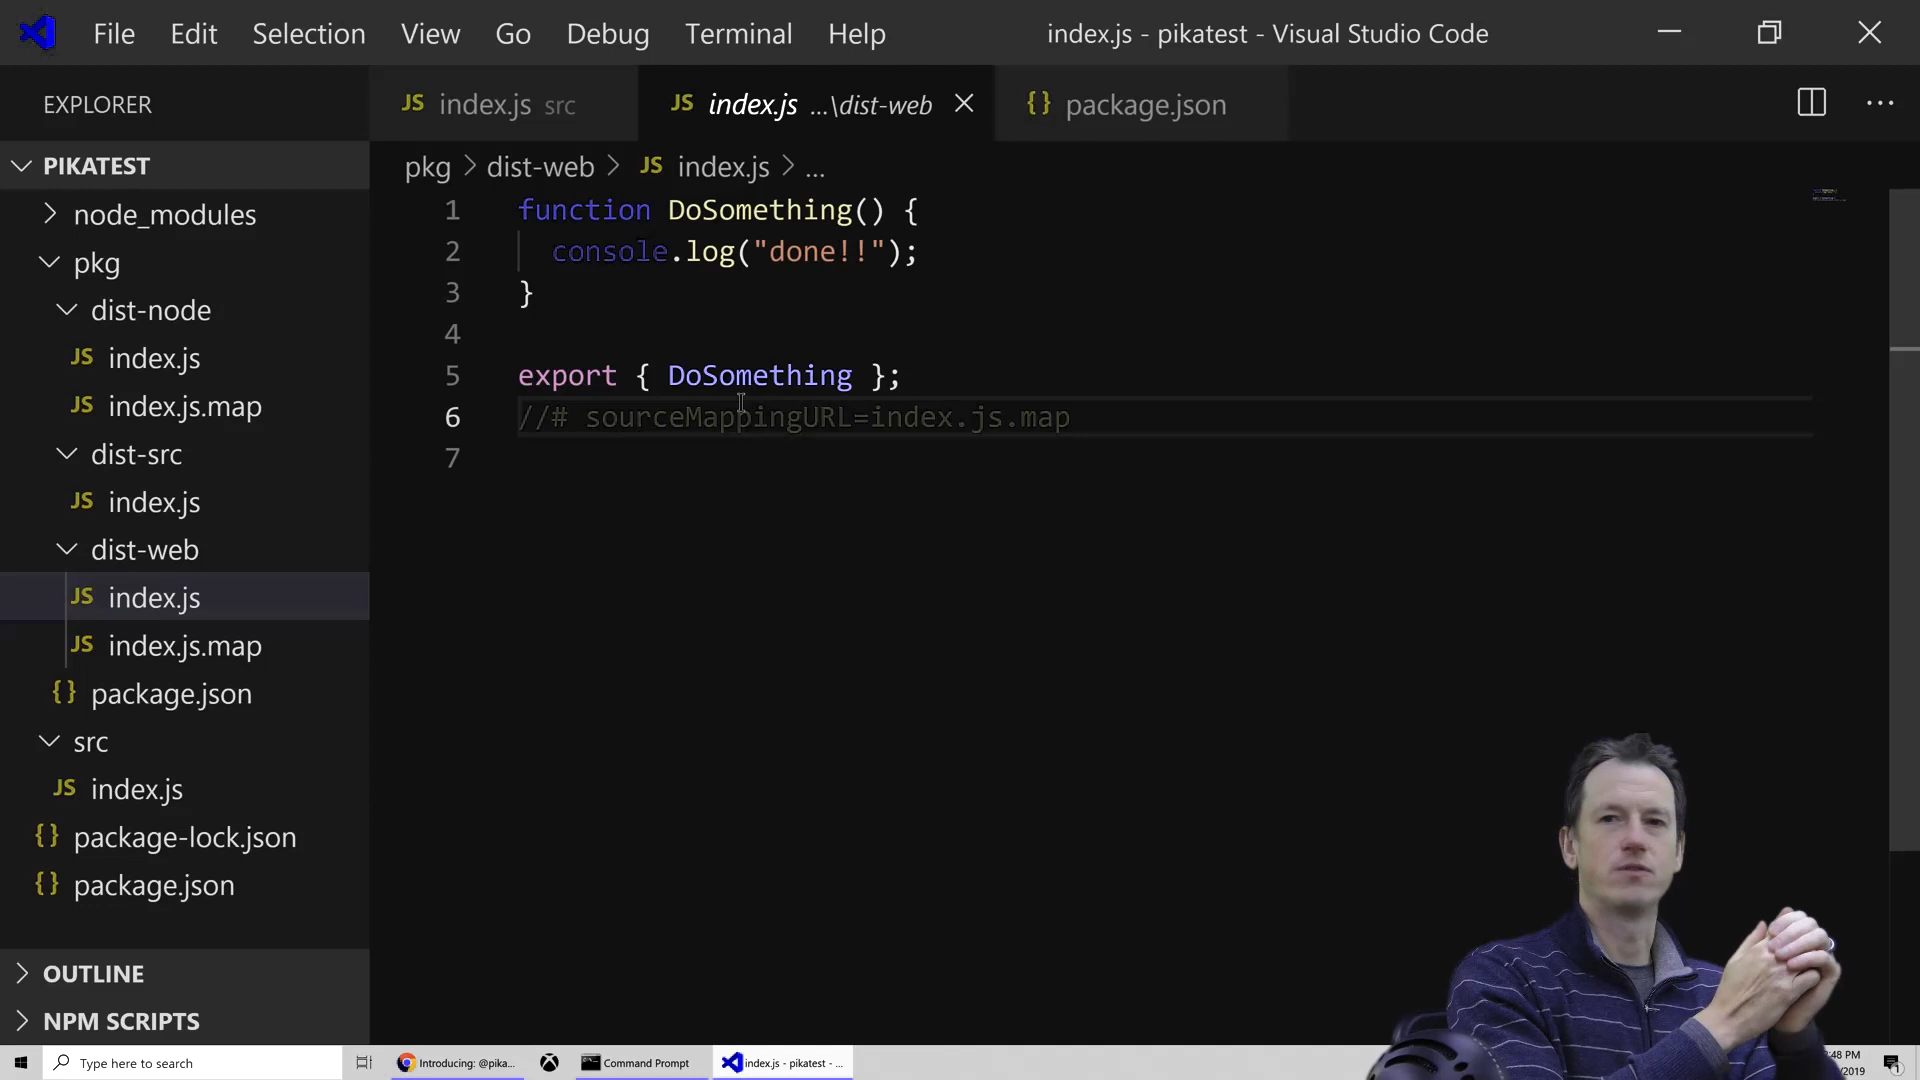 File Edit Selection View Go Debug Terminal Help
index.js - pikatest - Visual Studio Code
EXPLORER
JS index.js src
JS index.js ...\dist-web
{} package.json
PIKATEST
node_modules
pkg
dist-node
JS index.js
JS index.js.map
dist-src
JS index.js
dist-web
JS index.js
JS index.js.map
{} package.json
src
JS index.js
{} package-lock.json
{} package.json
OUTLINE
NPM SCRIPTS
pkg > dist-web > JS index.js > ...
1 function DoSomething() {
2 console.log("done!!");
3 }
4
5 export { DoSomething };
6 //# sourceMappingURL=index.js.map
7
Type here to search
Introducing: @pika...
Command Prompt
index.js - pikatest - ...
:48 PM
/2019
1